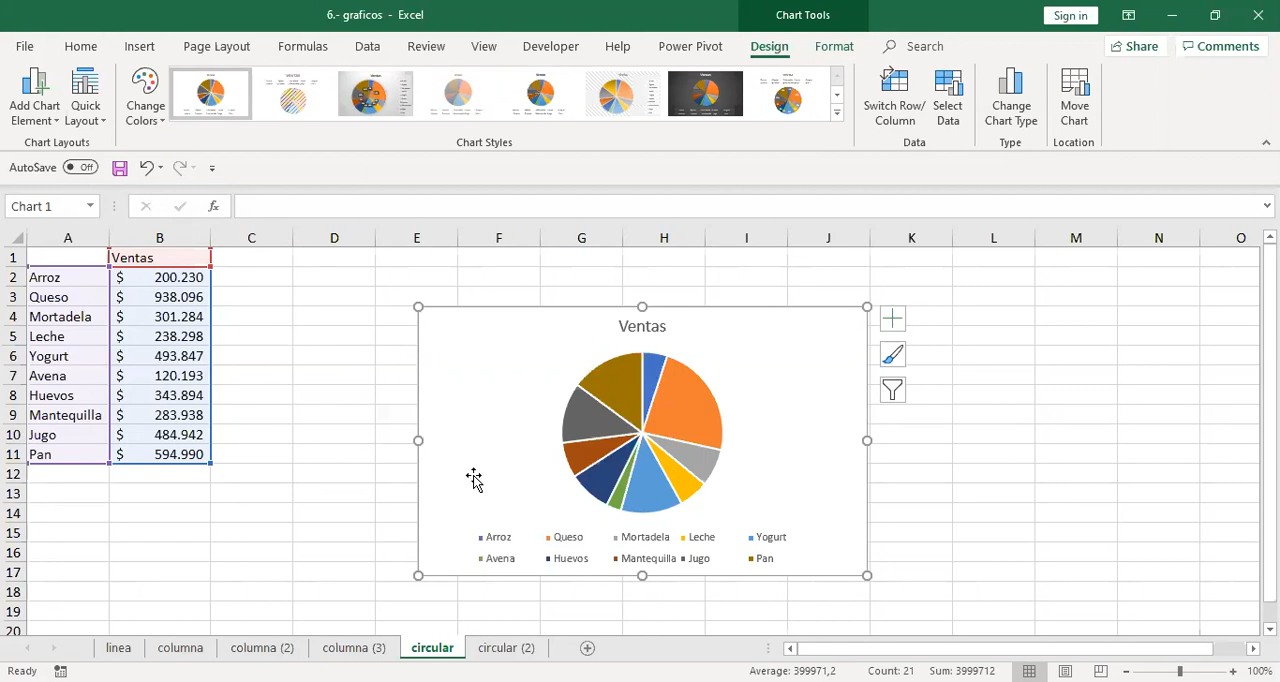 6.- graficos - Excel
Chart Tools
Sign in
File Home Insert Page Layout Formulas Data Review View Developer Help Power Pivot Design Format Search Share Comments
Add Chart Element
Quick Layout
Change Colors
Switch Row/ Column
Select Data
Change Chart Type
Move Chart
Chart Layouts
Chart Styles
Data
Type
Location
AutoSave Off
Chart 1
fx
A B C D E F G H I J K L M N O
1 Ventas
2 Arroz $ 200.230
3 Queso $ 938.096
4 Mortadela $ 301.284
5 Leche $ 238.298
6 Yogurt $ 493.847
7 Avena $ 120.193
8 Huevos $ 343.894
9 Mantequilla $ 283.938
10 Jugo $ 484.942
11 Pan $ 594.990
12
13
14
15
16
17
18
19
20
Ventas
Arroz Queso Mortadela Leche Yogurt
Avena Huevos Mantequilla Jugo Pan
linea columna columna (2) columna (3) circular circular (2)
Ready
Average: 399971,2 Count: 21 Sum: 3999712
100%